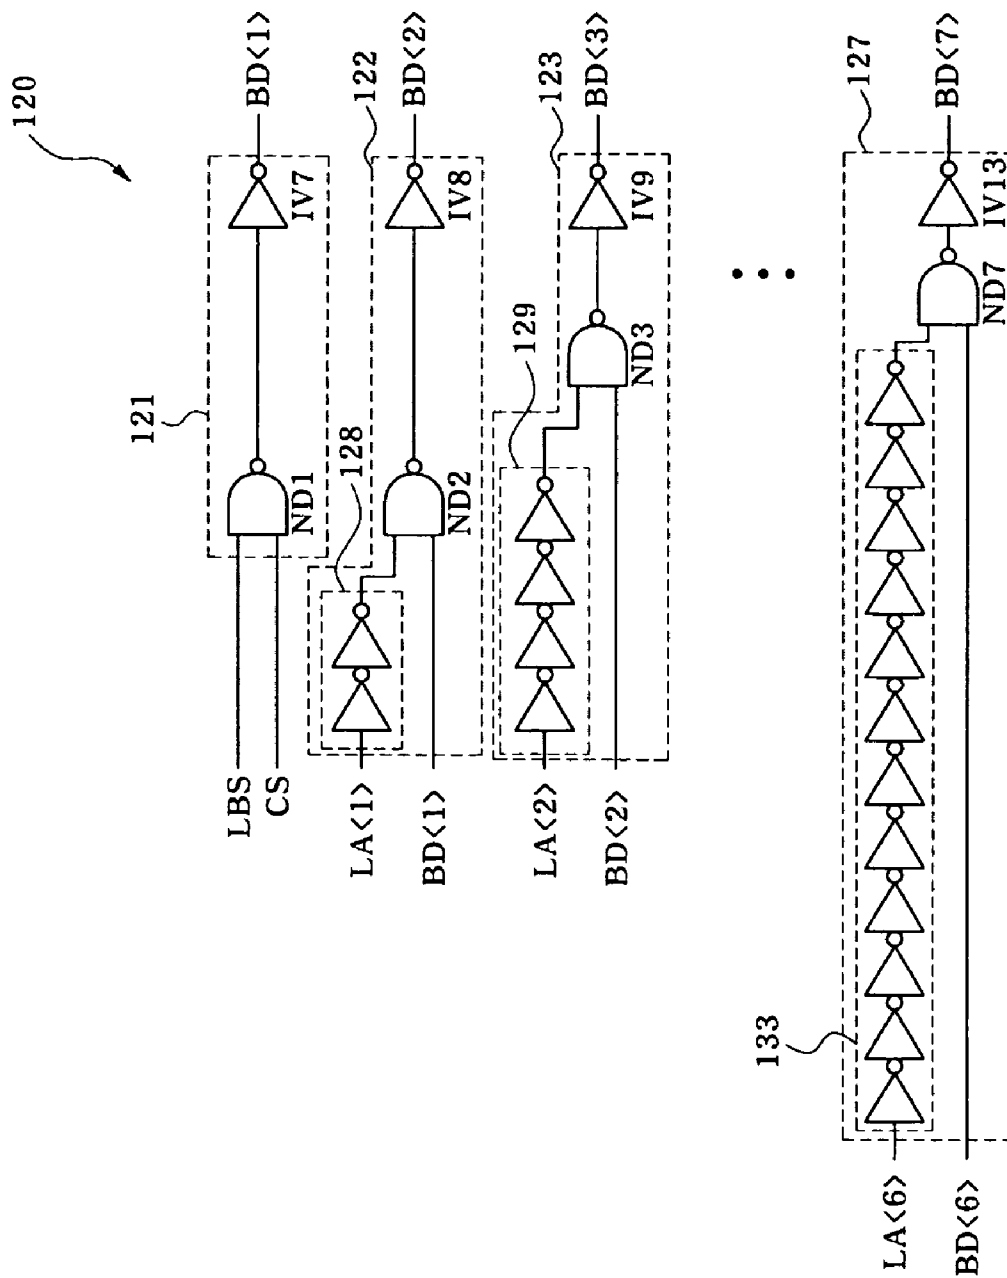 120
121
LBS
CS
ND1
IV7
BD<1>
122
128
LA<1>
BD<1>
ND2
IV8
BD<2>
123
129
LA<2>
BD<2>
ND3
IV9
BD<3>
127
133
LA<6>
BD<6>
ND7
IV13
BD<7>